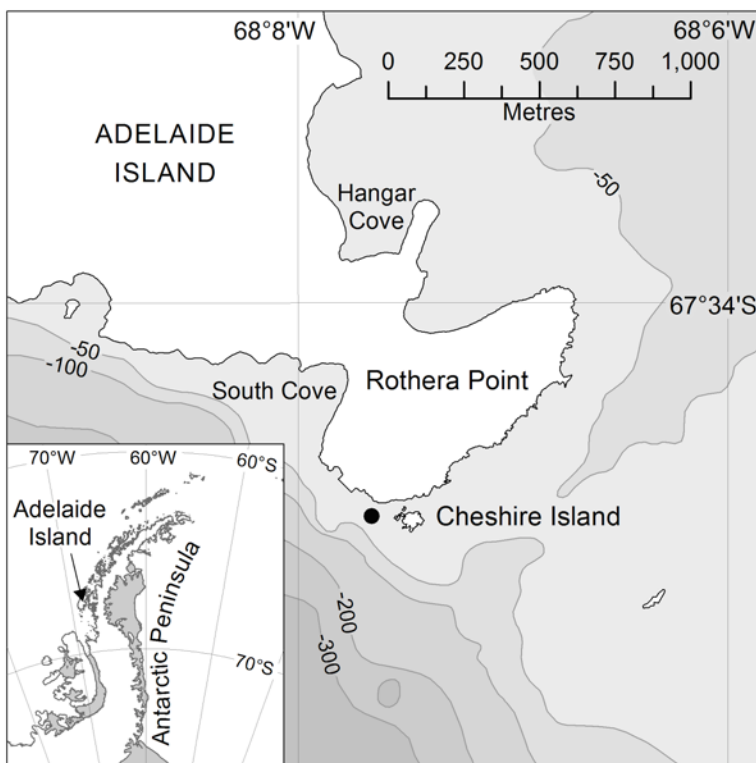 68°8'W
68°6'W
0 250 500 750 1,000
Metres
ADELAIDE
ISLAND
Hangar
Cove
-50
67°34'S
-50
-100
South Cove
Rothera Point
Cheshire Island
-200
-300
70°W
60°W
60°S
Adelaide
Island
Antarctic Peninsula
70°S